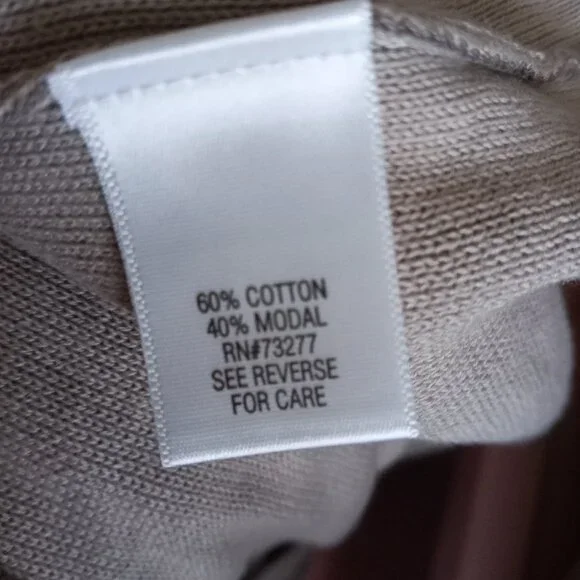 60% COTTON
40% MODAL
RN#73277
SEE REVERSE
FOR CARE